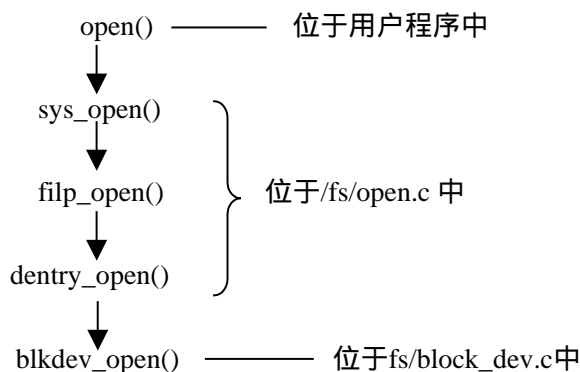 open() 位于用户程序中
sys_open()
filp_open() 位于/fs/open.c 中
dentry_open()
blkdev_open() 位于fs/block_dev.c中